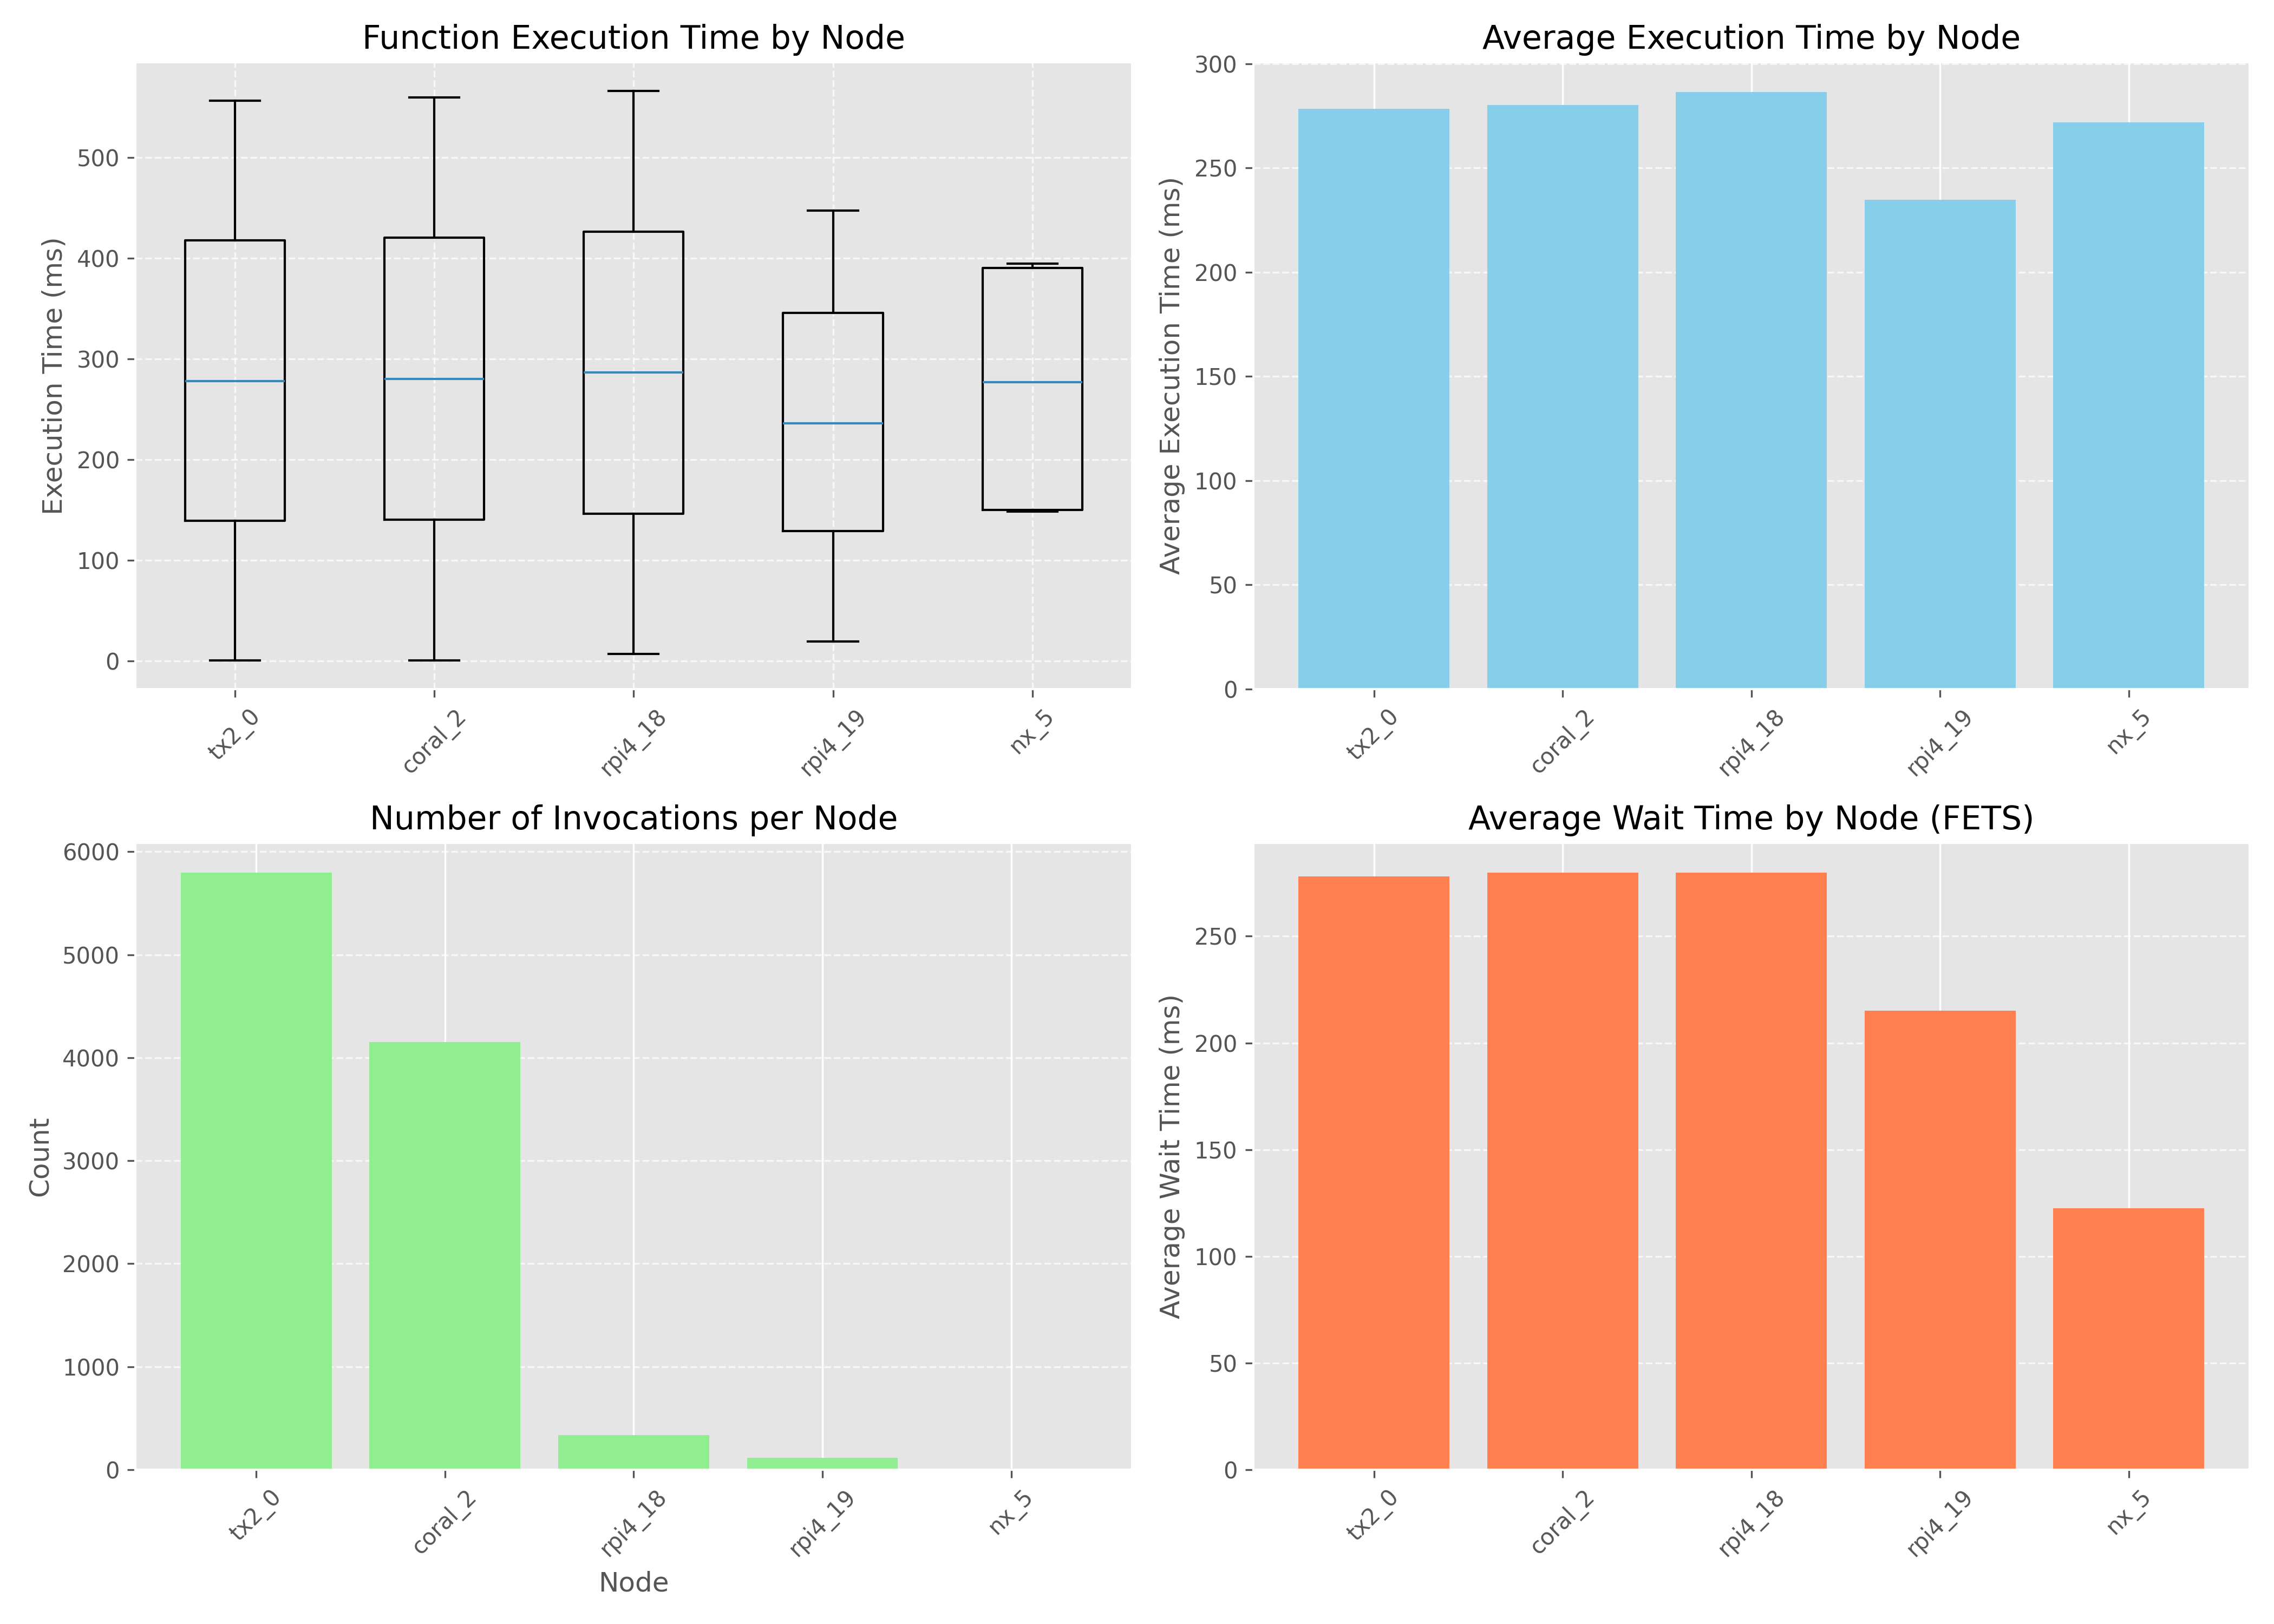 Function Execution Time by Node
Execution Time (ms)
500
400
300
200
100
0
tx2_0
coral_2
rpi4_18
rpi4_19
nx_5
Average Execution Time by Node
Average Execution Time (ms)
300
250
200
150
100
50
0
tx2_0
coral_2
rpi4_18
rpi4_19
nx_5
Number of Invocations per Node
Count
6000
5000
4000
3000
2000
1000
0
tx2_0
coral_2
rpi4_18
rpi4_19
nx_5
Node
Average Wait Time by Node (FETS)
Average Wait Time (ms)
250
200
150
100
50
0
tx2_0
coral_2
rpi4_18
rpi4_19
nx_5